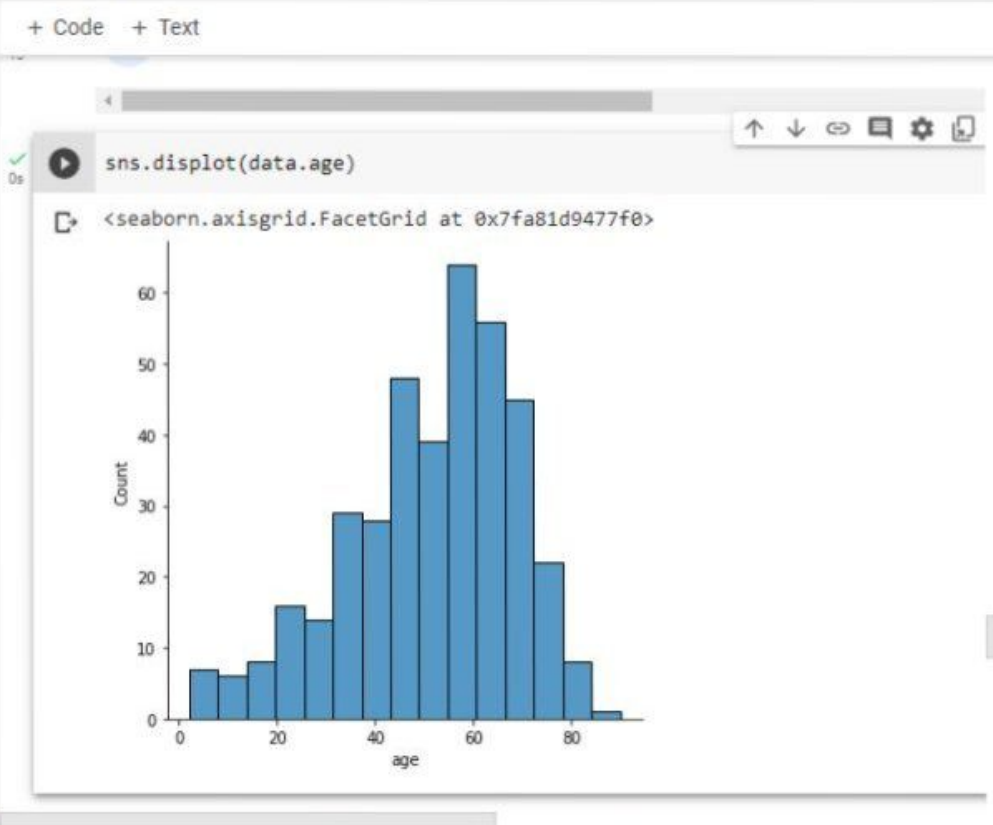 + Code + Text
sns.displot(data.age)
0s
<seaborn.axisgrid.FacetGrid at 0x7fa81d9477f0>
60
50
40
30
20
10
0
Count
0 20 40 60 80
age